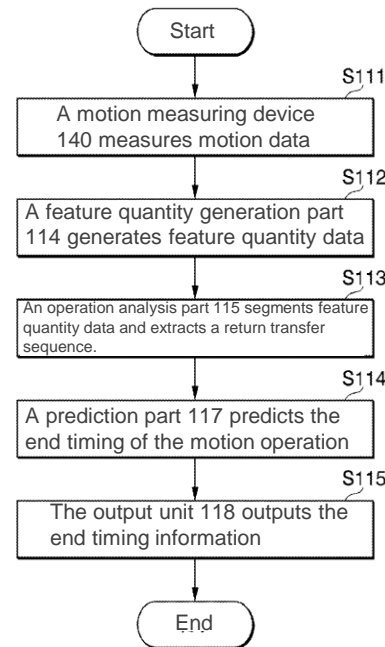 Start
S111
A motion measuring device
140 measures motion data
S112
A feature quantity generation part
114 generates feature quantity data
S113
An operation analysis part 115 segments feature
quantity data and extracts a return transfer
sequence.
S114
A prediction part 117 predicts the
end timing of the motion operation
S115
The output unit 118 outputs the
end timing information
End